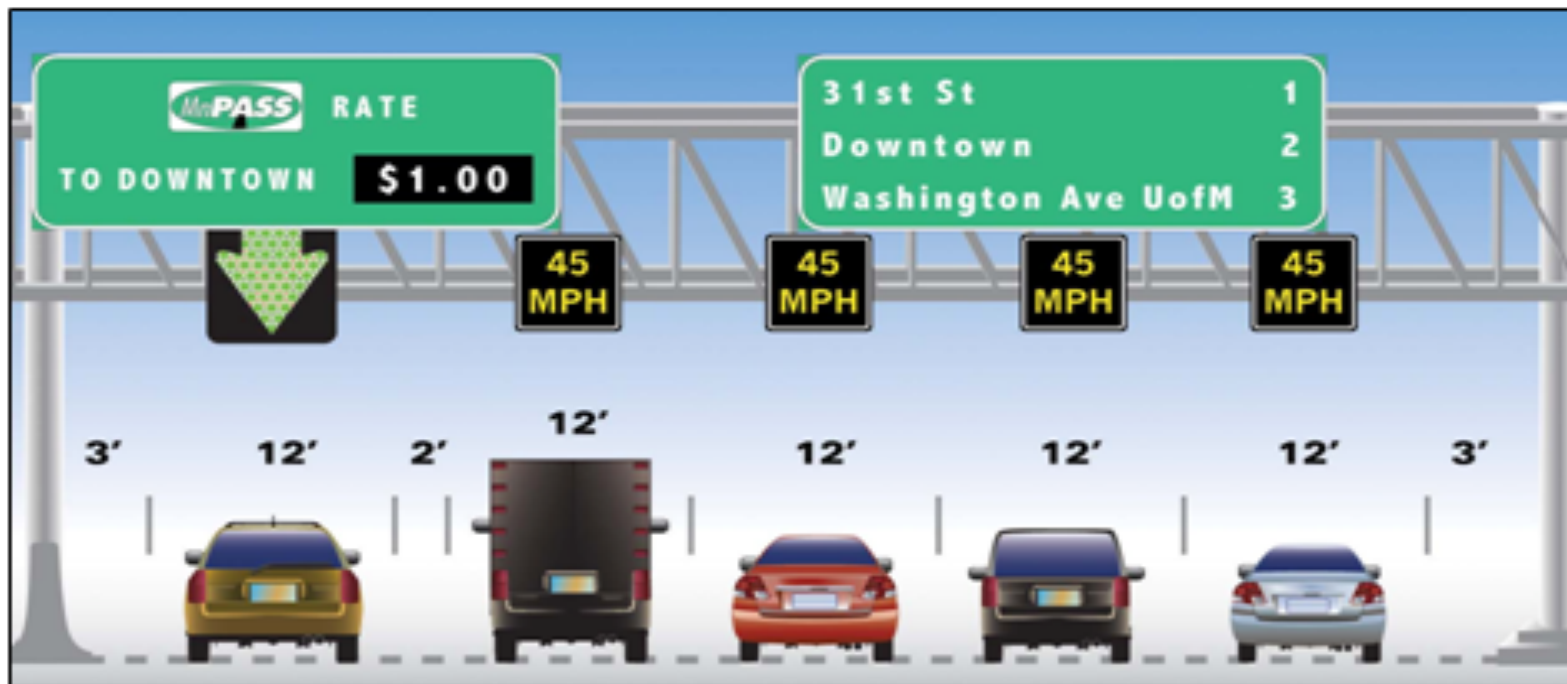 MnPASS RATE
TO DOWNTOWN $1.00
31st St 1
Downtown 2
Washington Ave UofM 3
45 MPH
45 MPH
45 MPH
45 MPH
3′ 12′ 2′ 12′ 12′ 12′ 12′ 3′